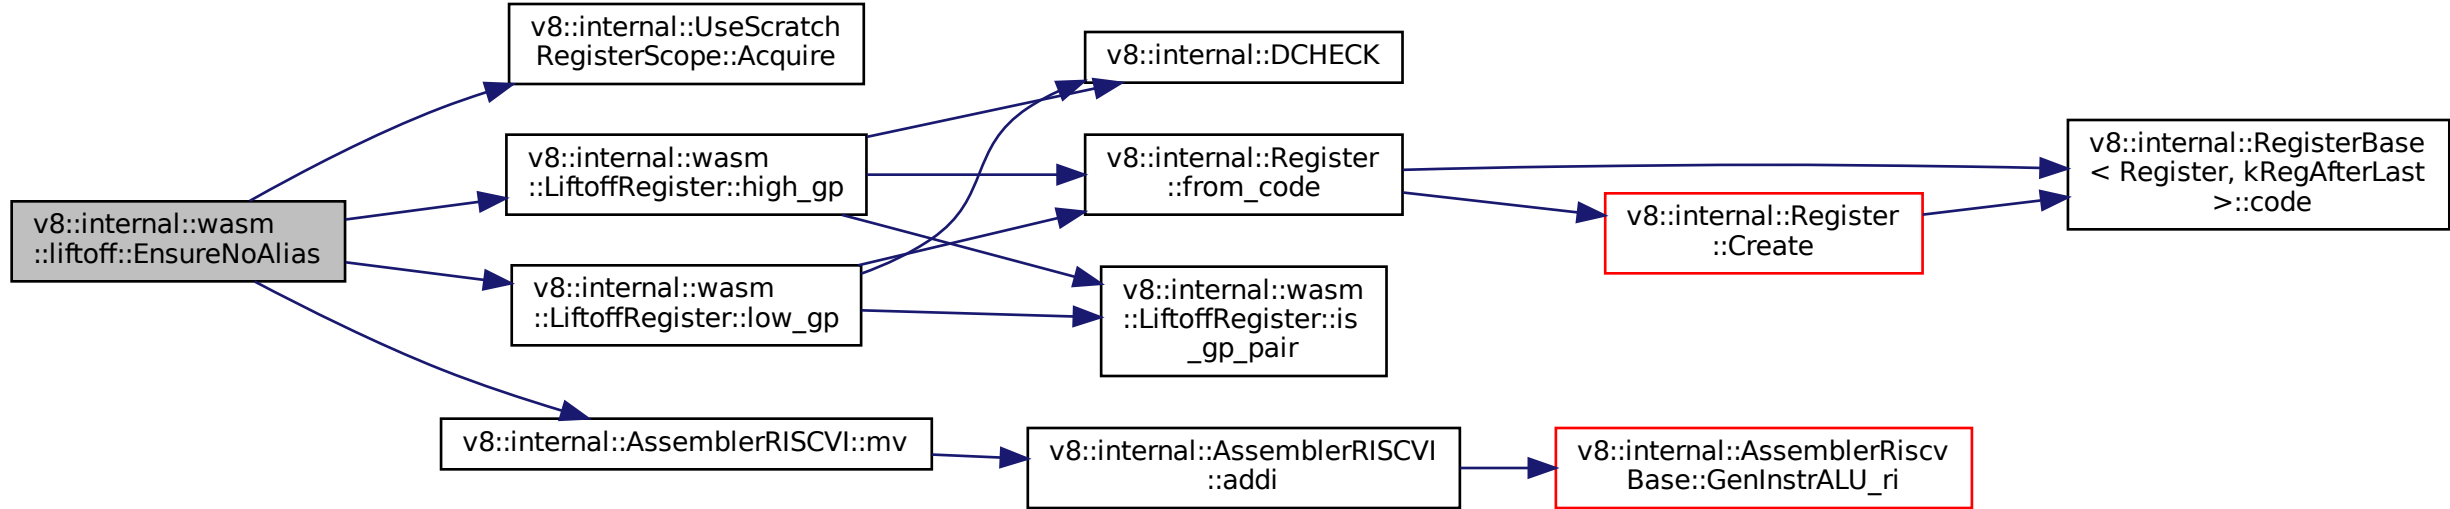 v8::internal::wasm
::liftoff::EnsureNoAlias
v8::internal::UseScratch
RegisterScope::Acquire
v8::internal::wasm
::LiftoffRegister::high_gp
v8::internal::wasm
::LiftoffRegister::low_gp
v8::internal::AssemblerRISCVI::mv
v8::internal::DCHECK
v8::internal::Register
::from_code
v8::internal::wasm
::LiftoffRegister::is
_gp_pair
v8::internal::AssemblerRISCVI
::addi
v8::internal::Register
::Create
v8::internal::AssemblerRiscv
Base::GenInstrALU_ri
v8::internal::RegisterBase
< Register, kRegAfterLast
>::code